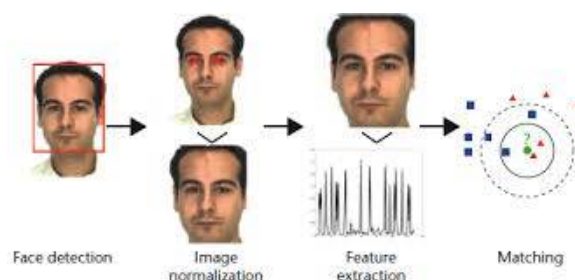 Face detection
Image
normalization
Feature
extraction
Matching
?